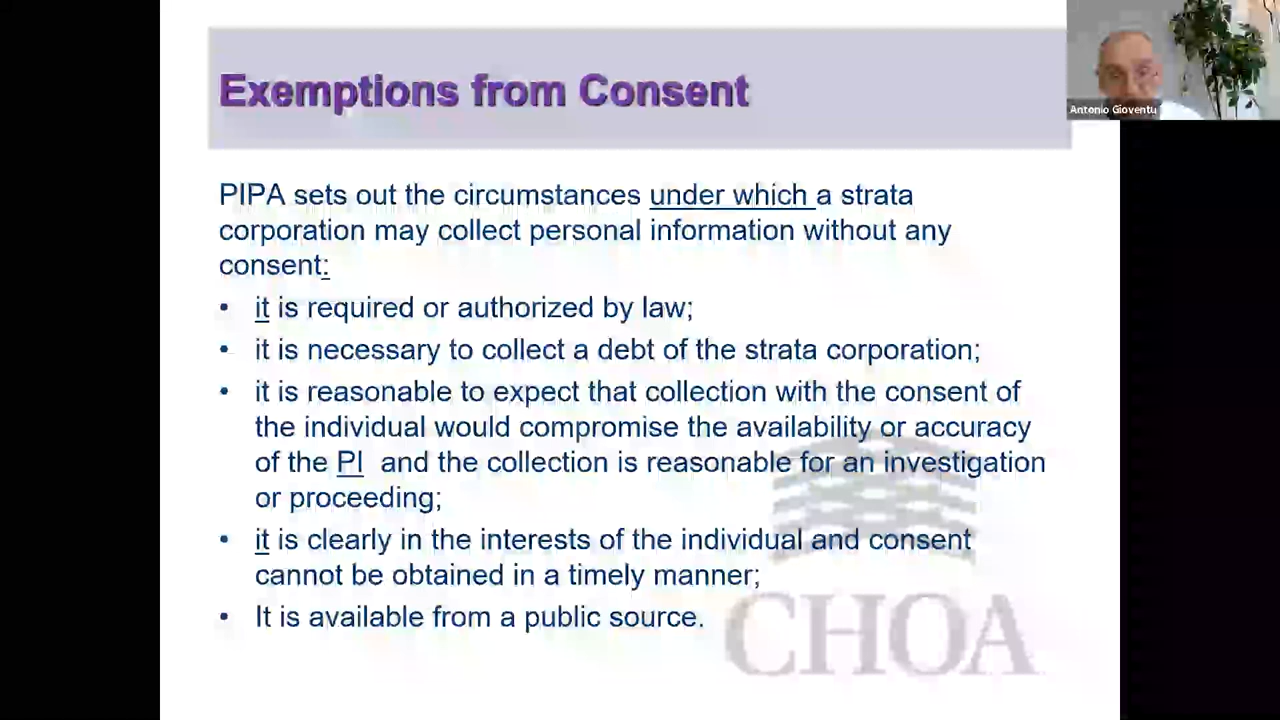 Exemptions from Consent
Antonio Gioventu
PIPA sets out the circumstances under which a strata
corporation may collect personal information without any
consent:
• it is required or authorized by law;
• it is necessary to collect a debt of the strata corporation;
• it is reasonable to expect that collection with the consent of
the individual would compromise the availability or accuracy
of the PI and the collection is reasonable for an investigation
or proceeding;
• it is clearly in the interests of the individual and consent
cannot be obtained in a timely manner;
• It is available from a public source.
CHOA